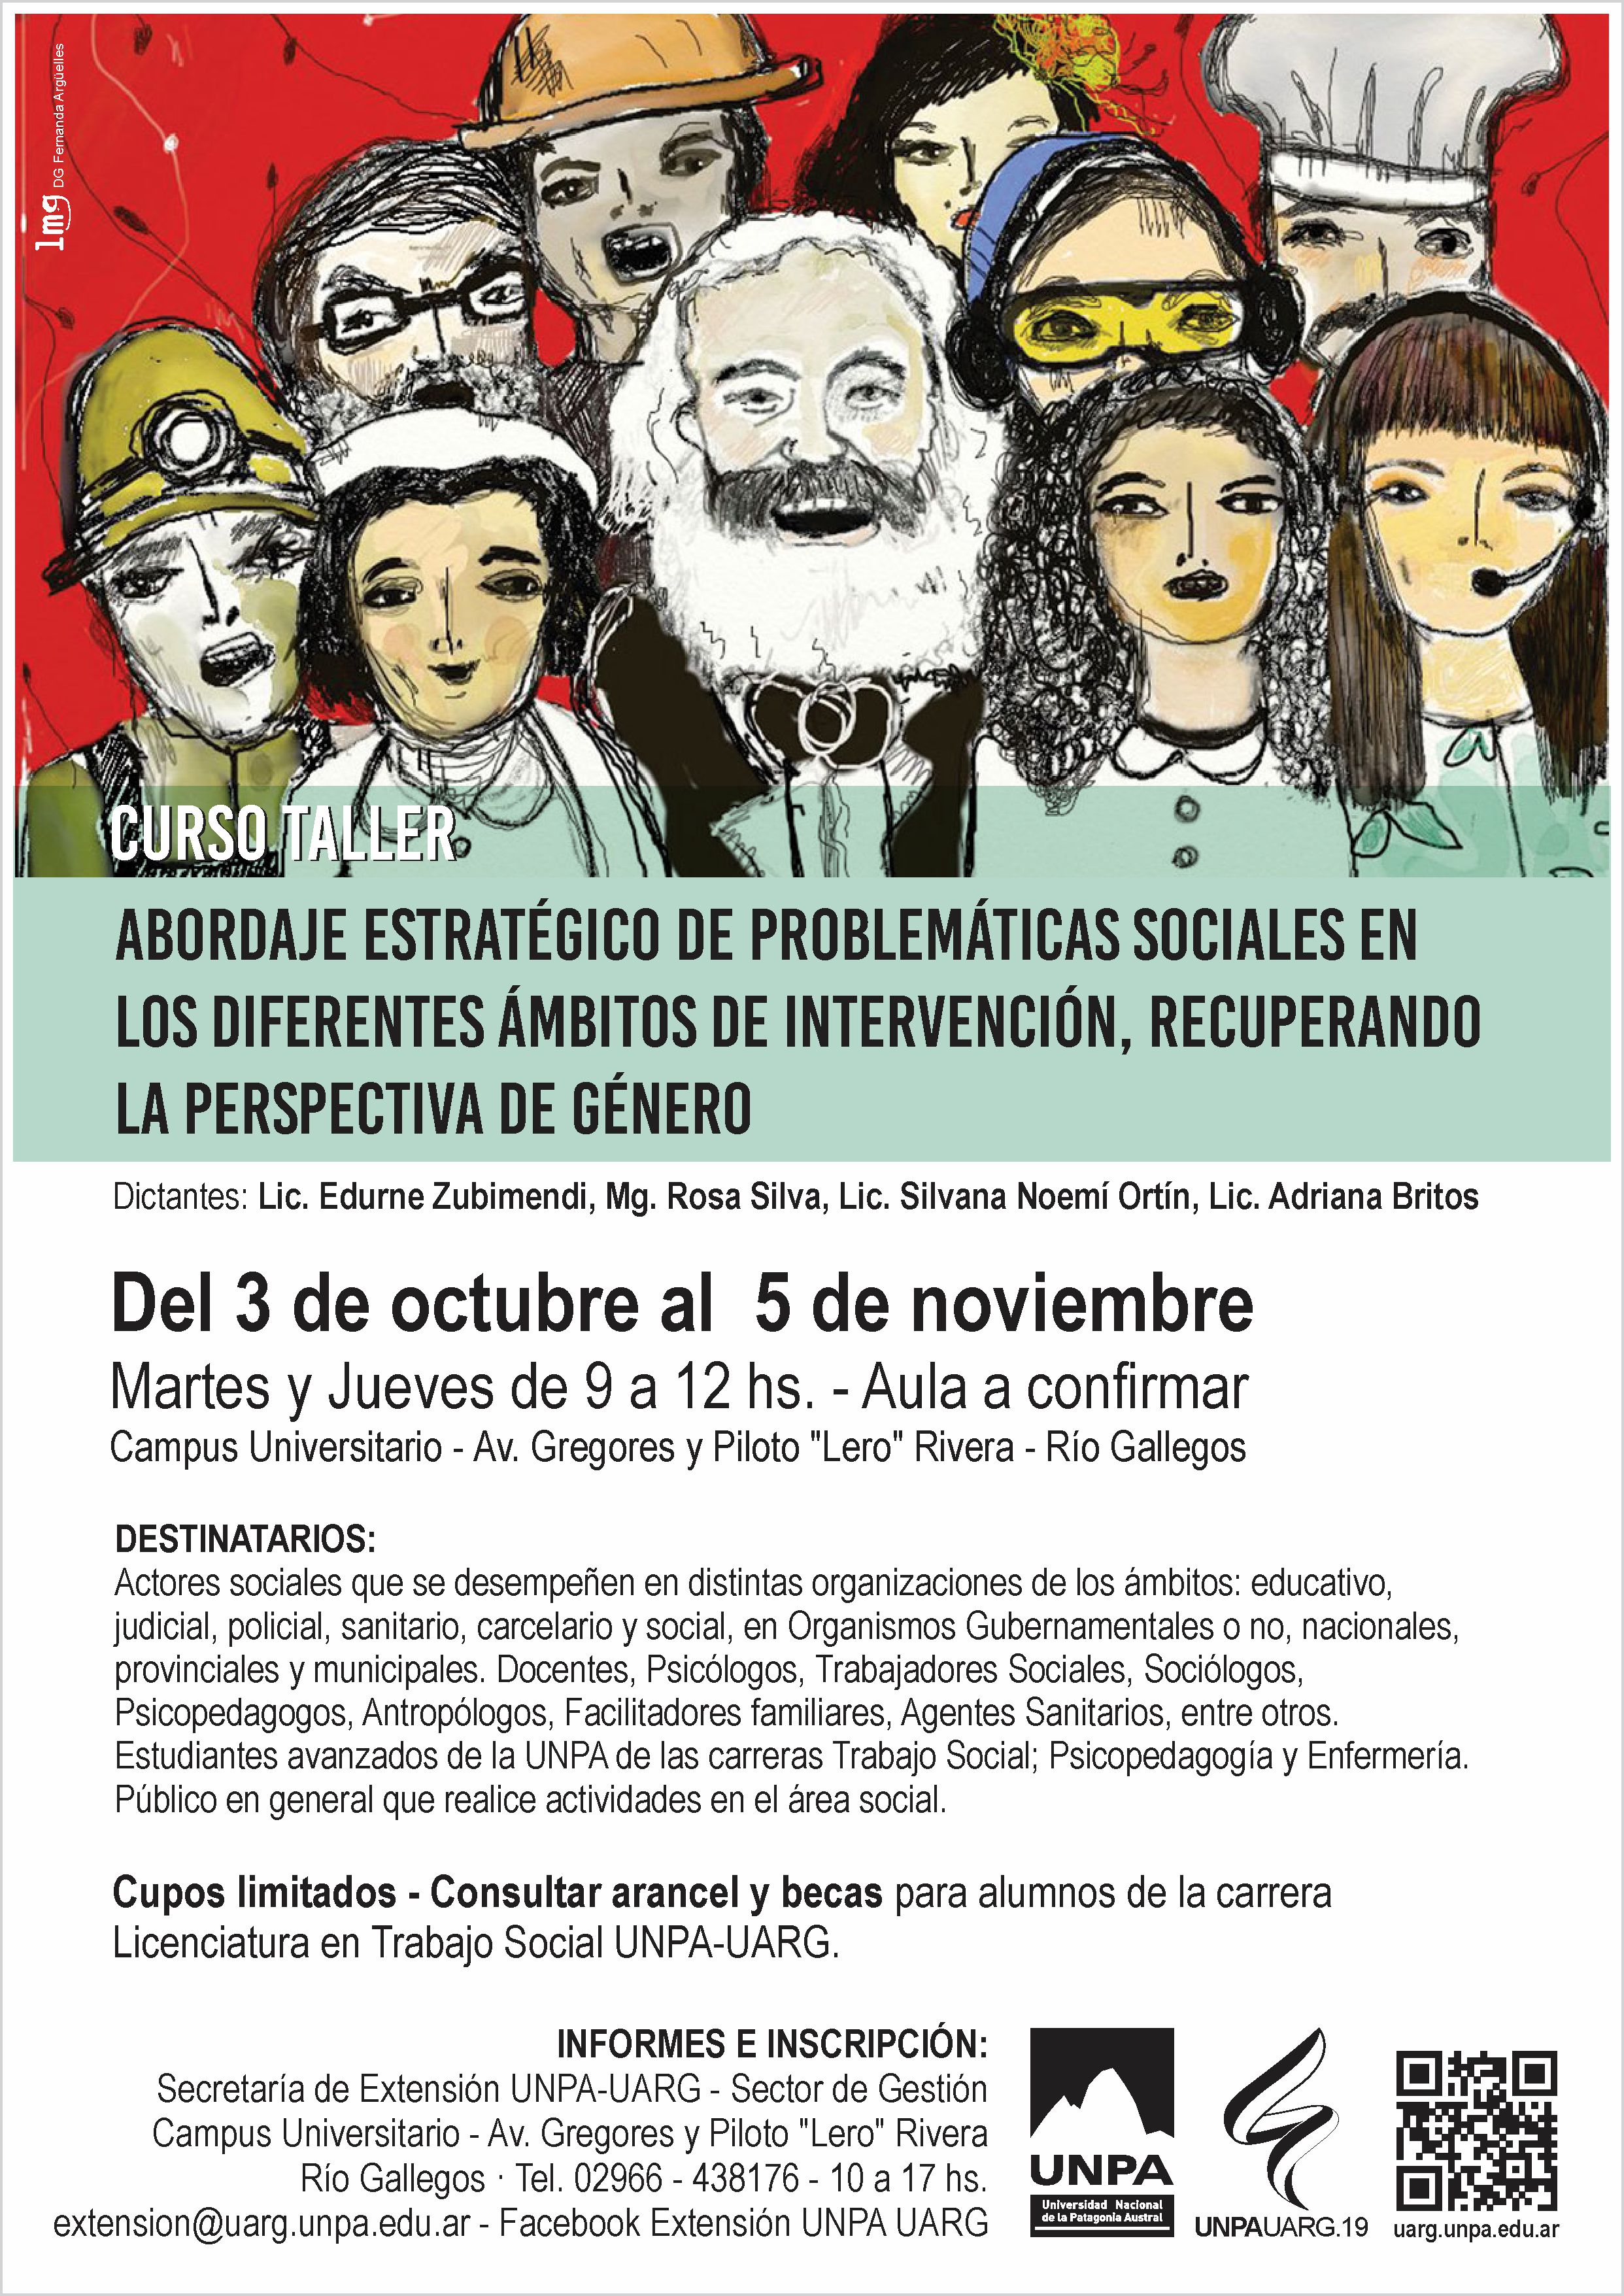 lmg DG Fernanda Argüelles
CURSO TALLER
ABORDAJE ESTRATÉGICO DE PROBLEMÁTICAS SOCIALES EN
LOS DIFERENTES ÁMBITOS DE INTERVENCIÓN, RECUPERANDO
LA PERSPECTIVA DE GÉNERO
Dictantes: Lic. Edurne Zubimendi, Mg. Rosa Silva, Lic. Silvana Noemí Ortín, Lic. Adriana Britos
Del 3 de octubre al 5 de noviembre
Martes y Jueves de 9 a 12 hs. - Aula a confirmar
Campus Universitario - Av. Gregores y Piloto "Lero" Rivera - Río Gallegos
DESTINATARIOS:
Actores sociales que se desempeñen en distintas organizaciones de los ámbitos: educativo,
judicial, policial, sanitario, carcelario y social, en Organismos Gubernamentales o no, nacionales,
provinciales y municipales. Docentes, Psicólogos, Trabajadores Sociales, Sociólogos,
Psicopedagogos, Antropólogos, Facilitadores familiares, Agentes Sanitarios, entre otros.
Estudiantes avanzados de la UNPA de las carreras Trabajo Social; Psicopedagogía y Enfermería.
Público en general que realice actividades en el área social.
Cupos limitados - Consultar arancel y becas para alumnos de la carrera
Licenciatura en Trabajo Social UNPA-UARG.
INFORMES E INSCRIPCIÓN:
Secretaría de Extensión UNPA-UARG - Sector de Gestión
Campus Universitario - Av. Gregores y Piloto "Lero" Rivera
Río Gallegos · Tel. 02966 - 438176 - 10 a 17 hs.
extension@uarg.unpa.edu.ar - Facebook Extensión UNPA UARG
UNPA
Universidad Nacional
de la Patagonia Austral
UNPAUARG.19
uarg.unpa.edu.ar